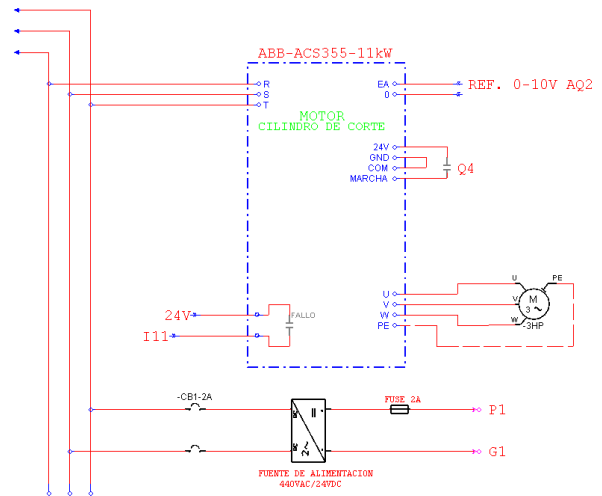 ABB-ACS355-11kW
R
S
T
EA
0
REF. 0-10V AQ2
MOTOR
CILINDRO DE CORTE
24V
GND
COM
MARCHA
Q4
U
V
W
PE
U
V
W
PE
M
3 ~
-3HP
24V
I11
FALLO
-CB1-2A
FUSE 2A
P1
G1
2~
FUENTE DE ALIMENTACION
440VAC/24VDC